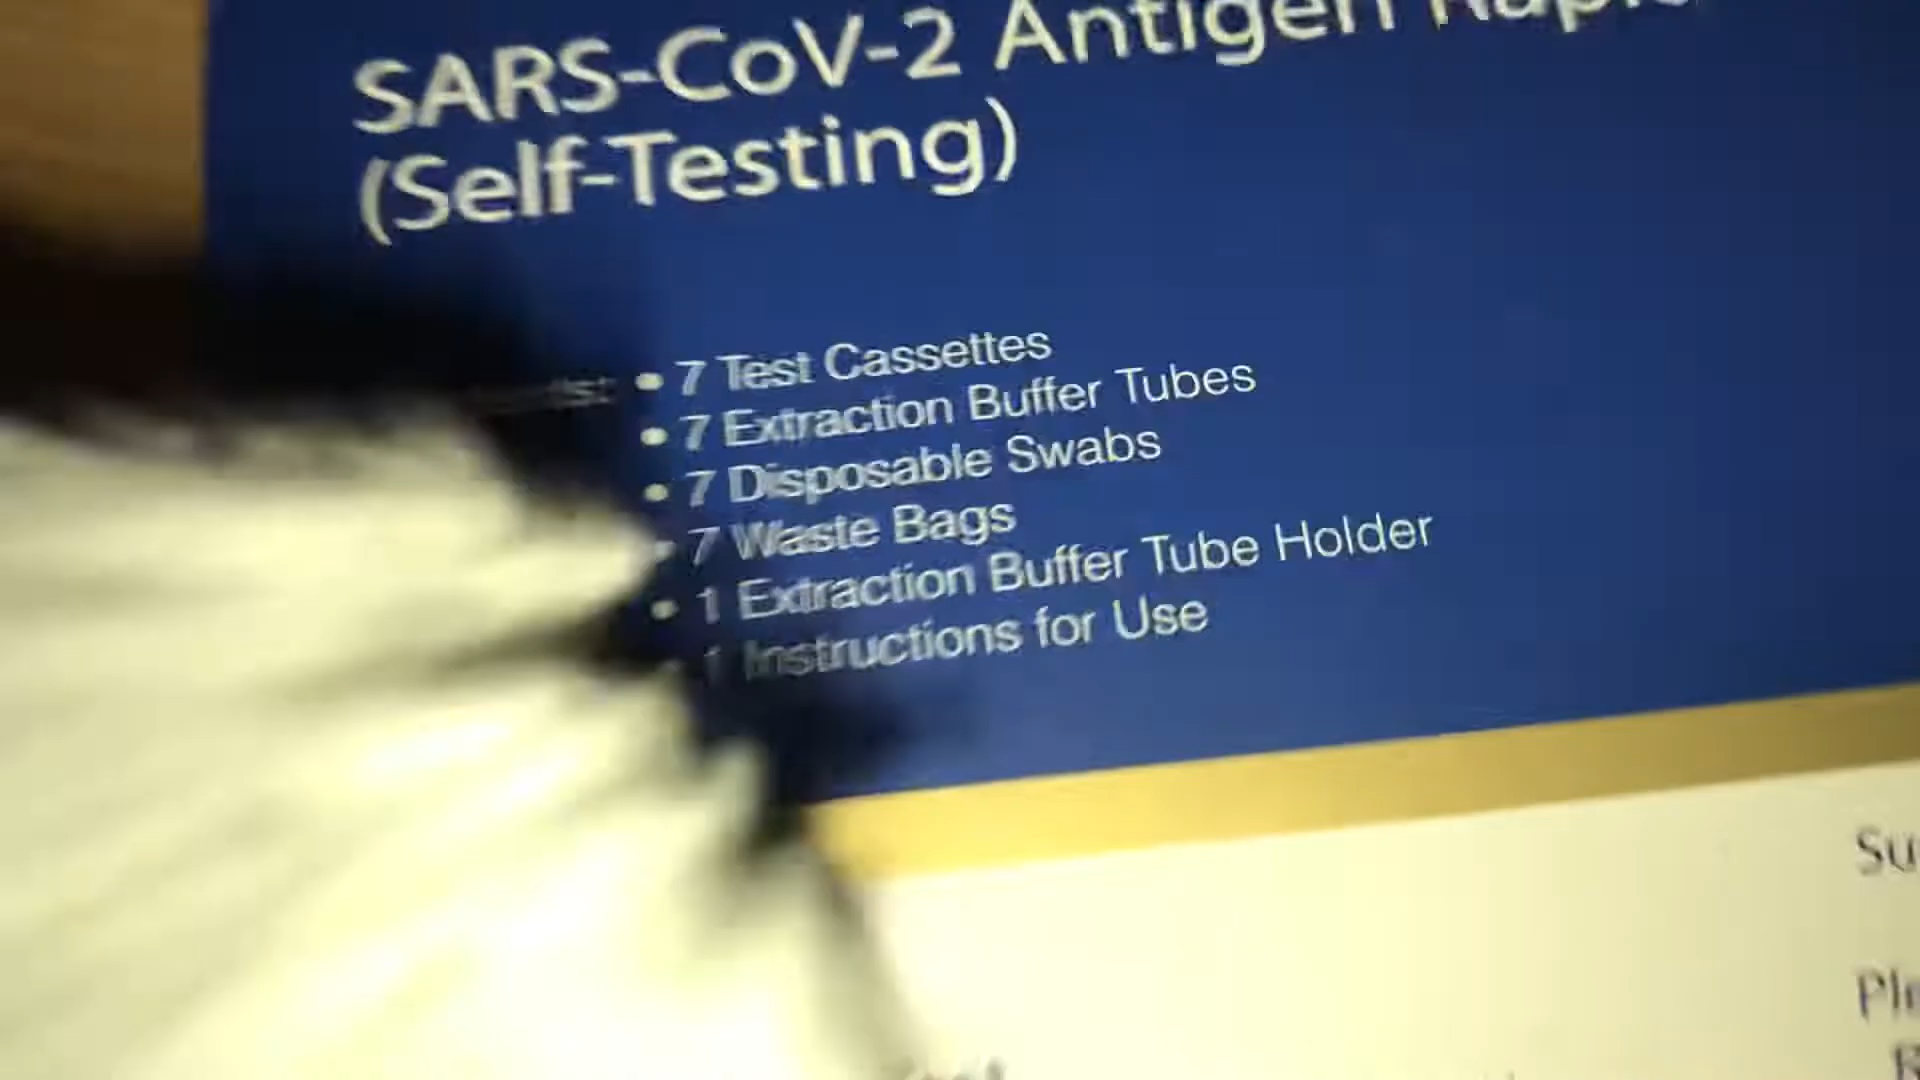 SARS-CoV-2 Antigen
(Self-Testing)
• 7 Test Cassettes
• 7 Extraction Buffer Tubes
• 7 Disposable Swabs
• 7 Waste Bags
• 1 Extraction Buffer Tube Holder
• 1 Instructions for Use